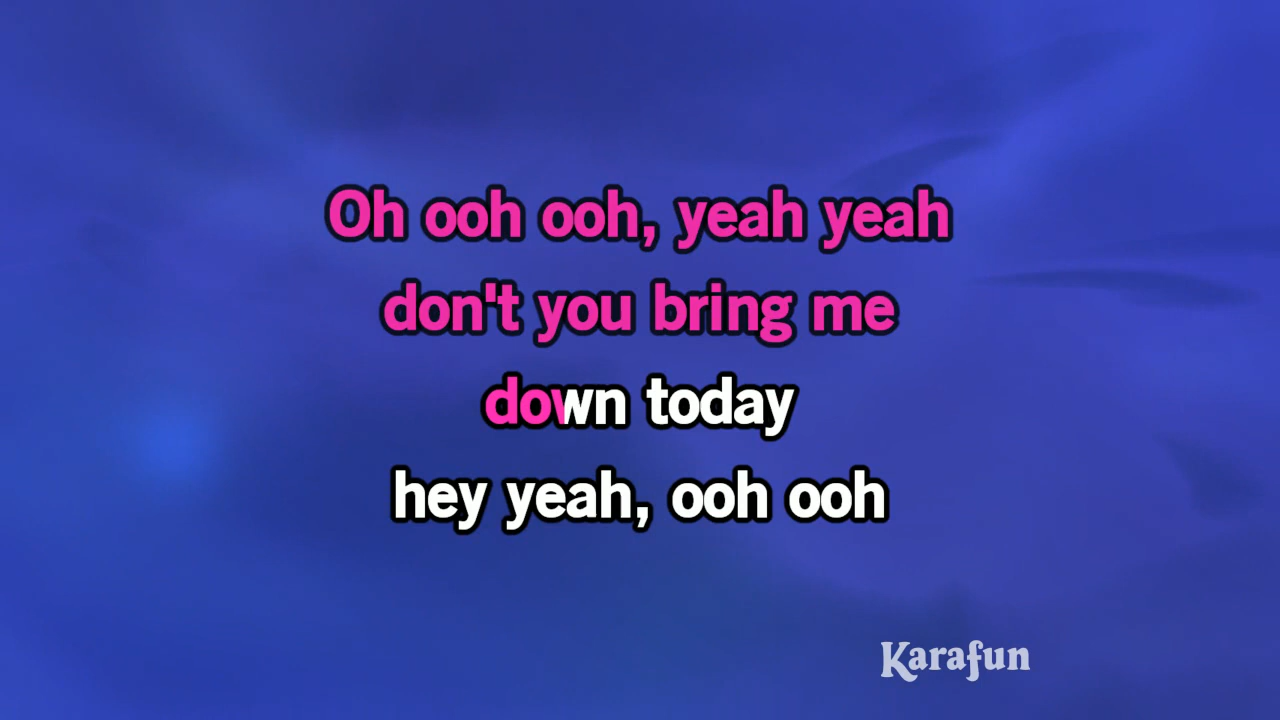 Oh ooh ooh, yeah yeah
don't you bring me
down today
hey yeah, ooh ooh
Karafun